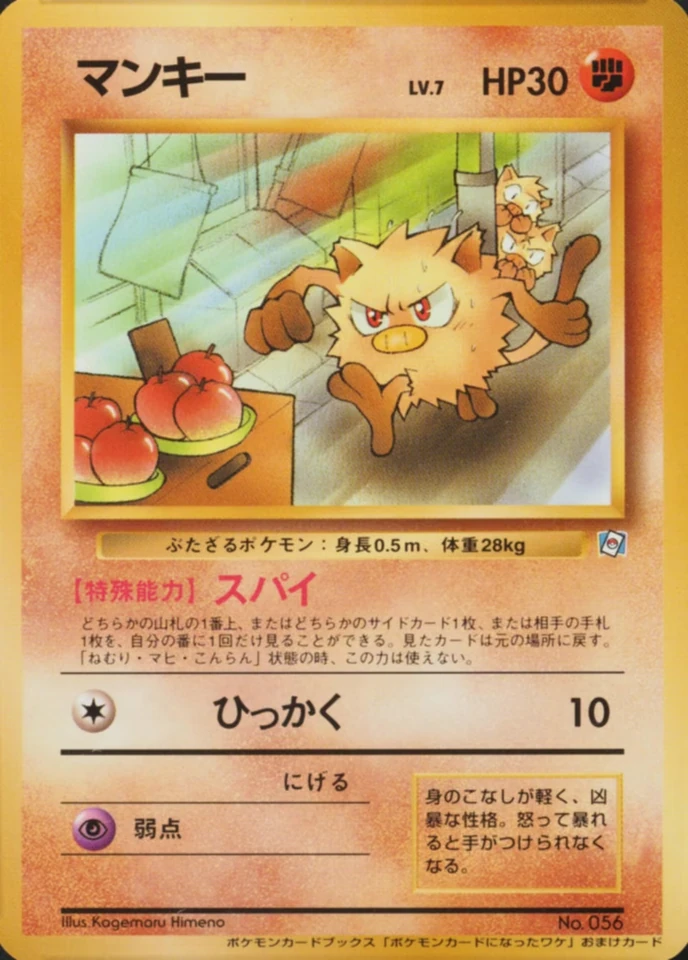 マンキー LV.7 HP30
ぶたざるポケモン：身長0.5m、体重28kg
【特殊能力】スパイ
どちらかの山札の1番上、またはどちらかのサイドカード1枚、または相手の手札
1枚を、自分の番に1回だけ見ることができる。見たカードは元の場所に戻す。
「ねむり・マヒ・こんらん」状態の時、この力は使えない。
ひっかく 10
にげる
弱点
身のこなしが軽く、凶
暴な性格。怒って暴れ
ると手がつけられなく
なる。
Illus.Kagemaru Himeno No.056
ポケモンカードブックス「ポケモンカードになったワケ」おまけカード